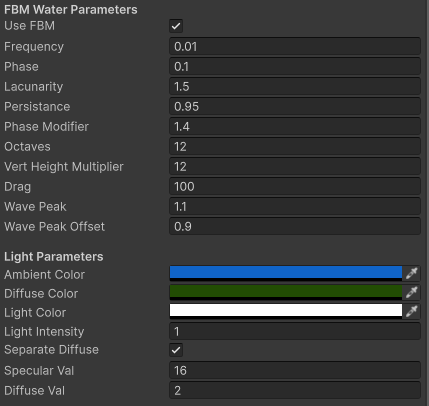 FBM Water Parameters
Use FBM
Frequency 0.01
Phase 0.1
Lacunarity 1.5
Persistance 0.95
Phase Modifier 1.4
Octaves 12
Vert Height Multiplier 12
Drag 100
Wave Peak 1.1
Wave Peak Offset 0.9
Light Parameters
Ambient Color
Diffuse Color
Light Color
Light Intensity 1
Separate Diffuse
Specular Val 16
Diffuse Val 2